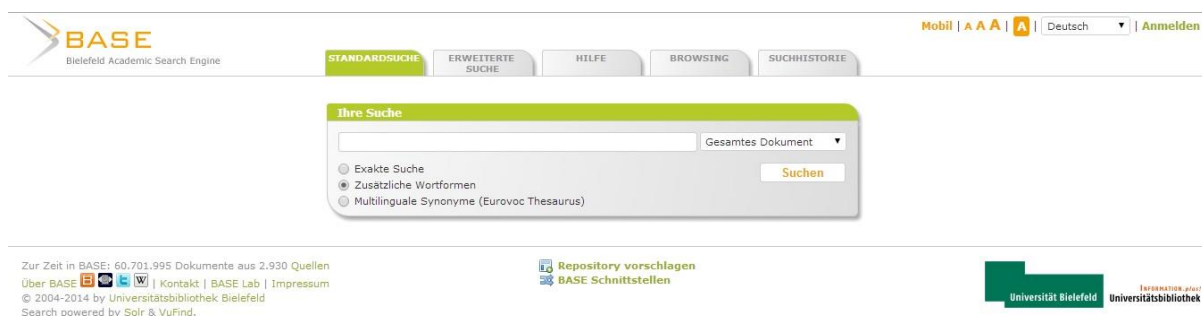 BASE
Bielefeld Academic Search Engine
Mobil | A A A | A | Deutsch | Anmelden
STANDARDSUCHE
ERWEITERTE
SUCHE
HILFE
BROWSING
SUCHHISTORIE
Ihre Suche
Gesamtes Dokument
Exakte Suche
Zusätzliche Wortformen
Multilinguale Synonyme (Eurovoc Thesaurus)
Suchen
Zur Zeit in BASE: 60.701.995 Dokumente aus 2.930 Quellen
Über BASE | Kontakt | BASE Lab | Impressum
© 2004-2014 by Universitätsbibliothek Bielefeld
Search powered by Solr & VuFind.
Repository vorschlagen
BASE Schnittstellen
Universität Bielefeld
INFORMATION.plus!
Universitätsbibliothek